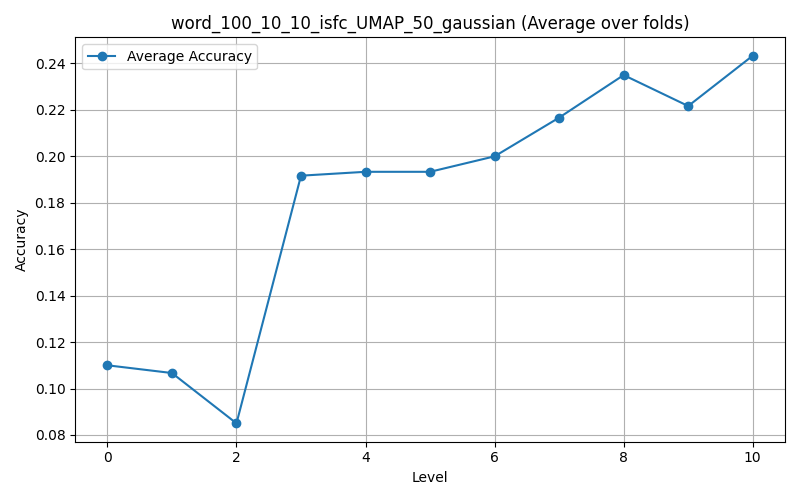 word_100_10_10_isfc_UMAP_50_gaussian (Average over folds)
Average Accuracy
0.24
0.22
0.20
0.18
0.16
0.14
0.12
0.10
0.08
Accuracy
0 2 4 6 8 10
Level